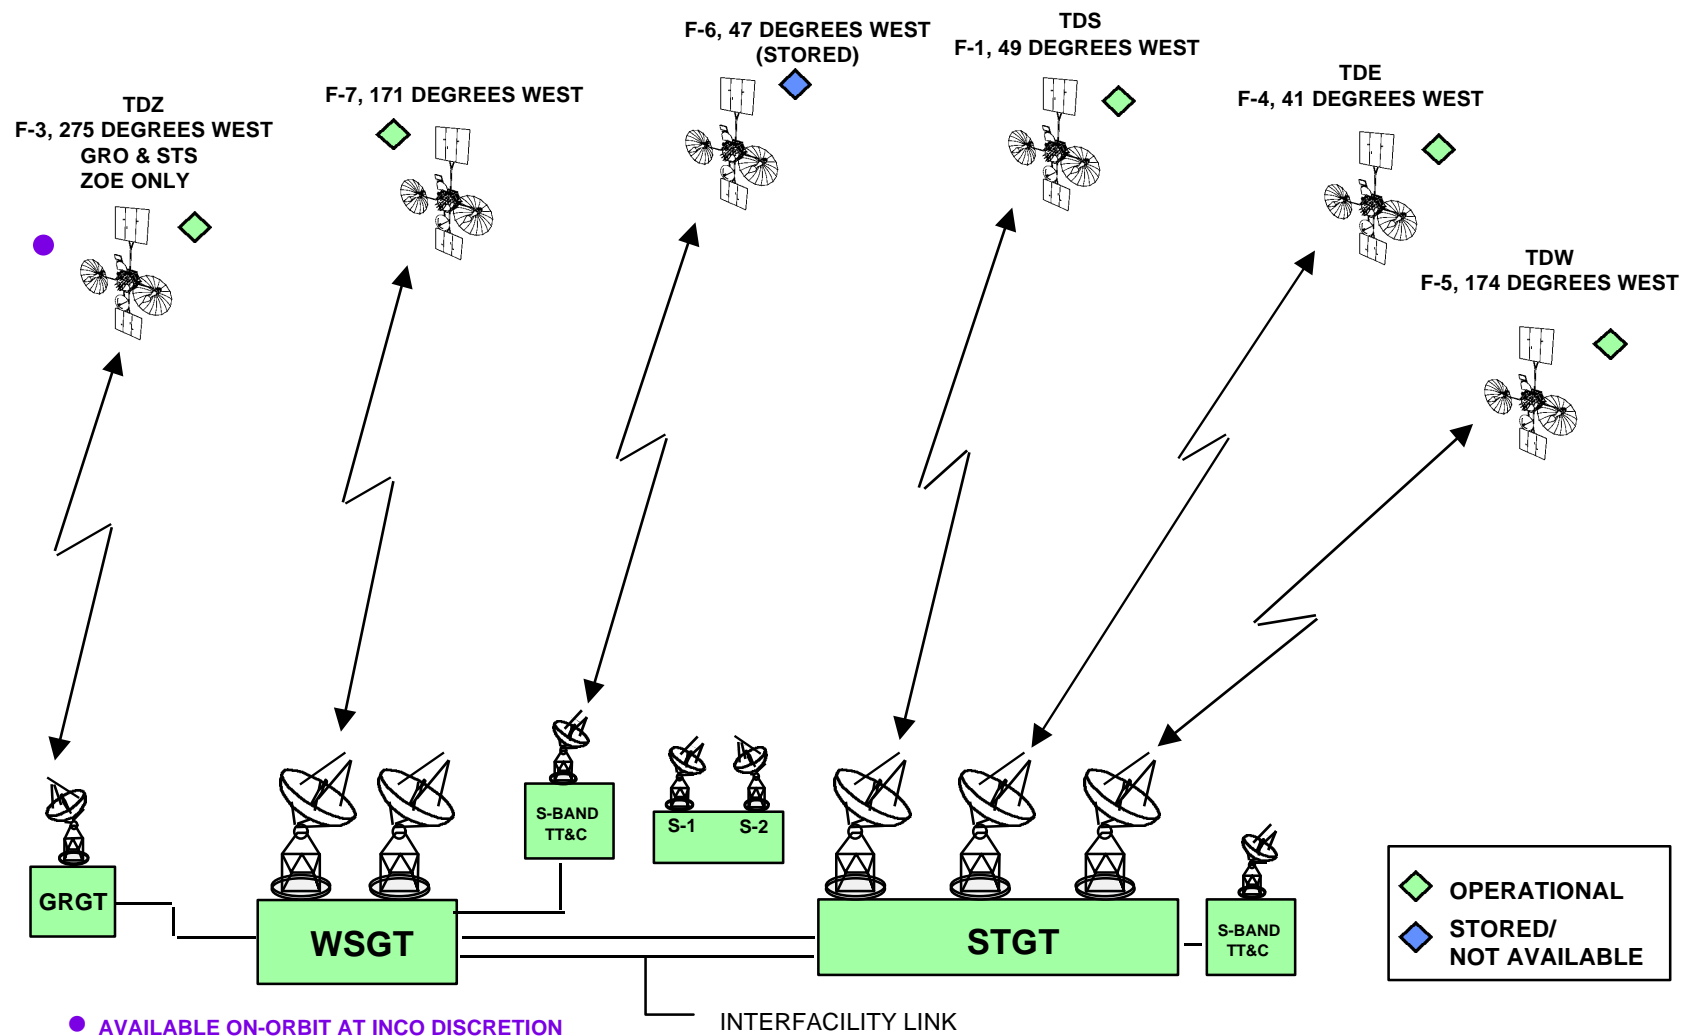 TDZ
F-3, 275 DEGREES WEST
GRO & STS
ZOE ONLY
F-7, 171 DEGREES WEST
F-6, 47 DEGREES WEST
(STORED)
TDS
F-1, 49 DEGREES WEST
TDE
F-4, 41 DEGREES WEST
TDW
F-5, 174 DEGREES WEST
GRGT
WSGT
S-BAND
TT&C
S-1
S-2
STGT
S-BAND
TT&C
OPERATIONAL
STORED/
NOT AVAILABLE
AVAILABLE ON-ORBIT AT INCO DISCRETION
INTERFACILITY LINK